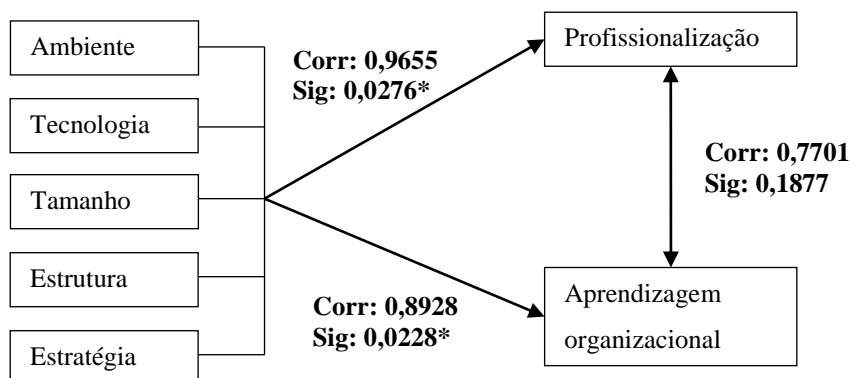 Ambiente
Tecnologia
Tamanho
Estrutura
Estratégia
Corr: 0,9655
Sig: 0,0276*
Corr: 0,8928
Sig: 0,0228*
Profissionalização
Corr: 0,7701
Sig: 0,1877
Aprendizagem
organizacional